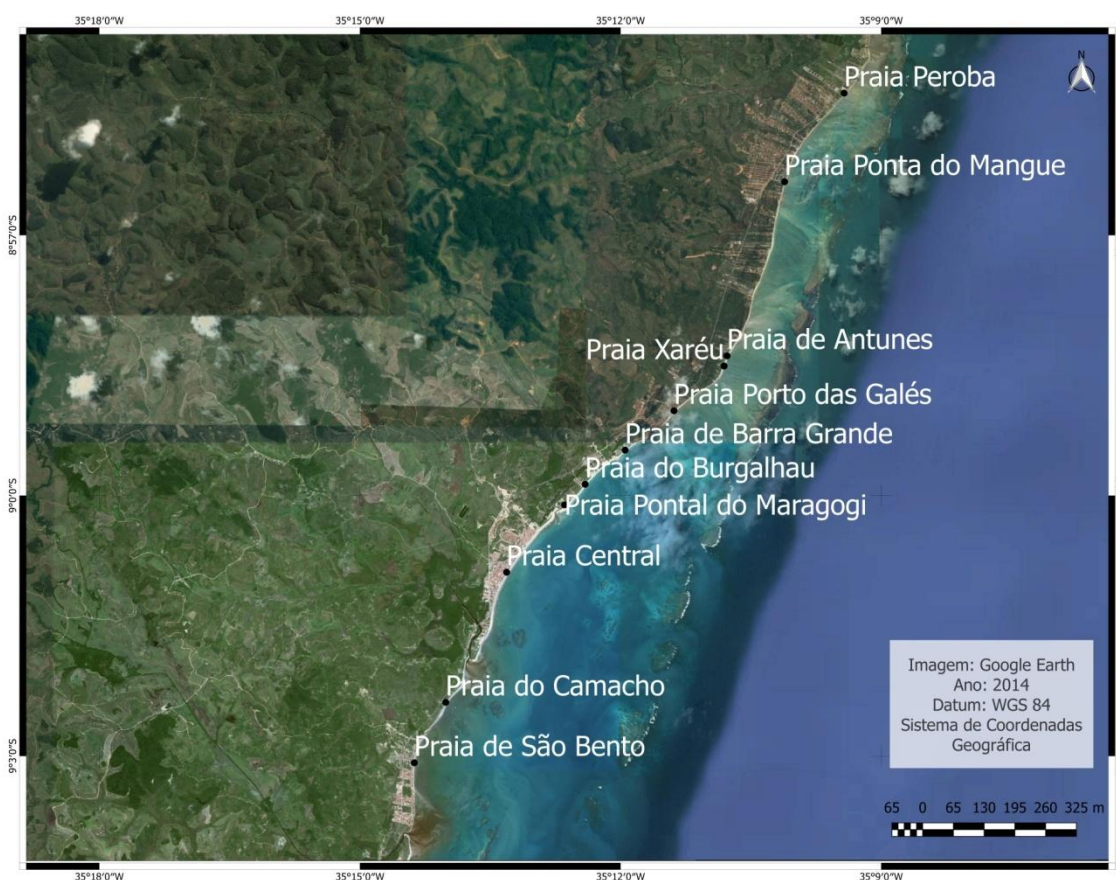 35°18'0"W 35°15'0"W 35°12'0"W 35°9'0"W
N
Praia Peroba
Praia Ponta do Mangue
8°57'0"S
Praia de Antunes
Praia Xaréu
Praia Porto das Galés
Praia de Barra Grande
Praia do Burgalhau
9°0'0"S
Praia Pontal do Maragogi
Praia Central
Imagem: Google Earth
Ano: 2014
Datum: WGS 84
Sistema de Coordenadas
Geográfica
Praia do Camacho
Praia de São Bento
9°3'0"S
65 0 65 130 195 260 325 m
35°18'0"W 35°15'0"W 35°12'0"W 35°9'0"W